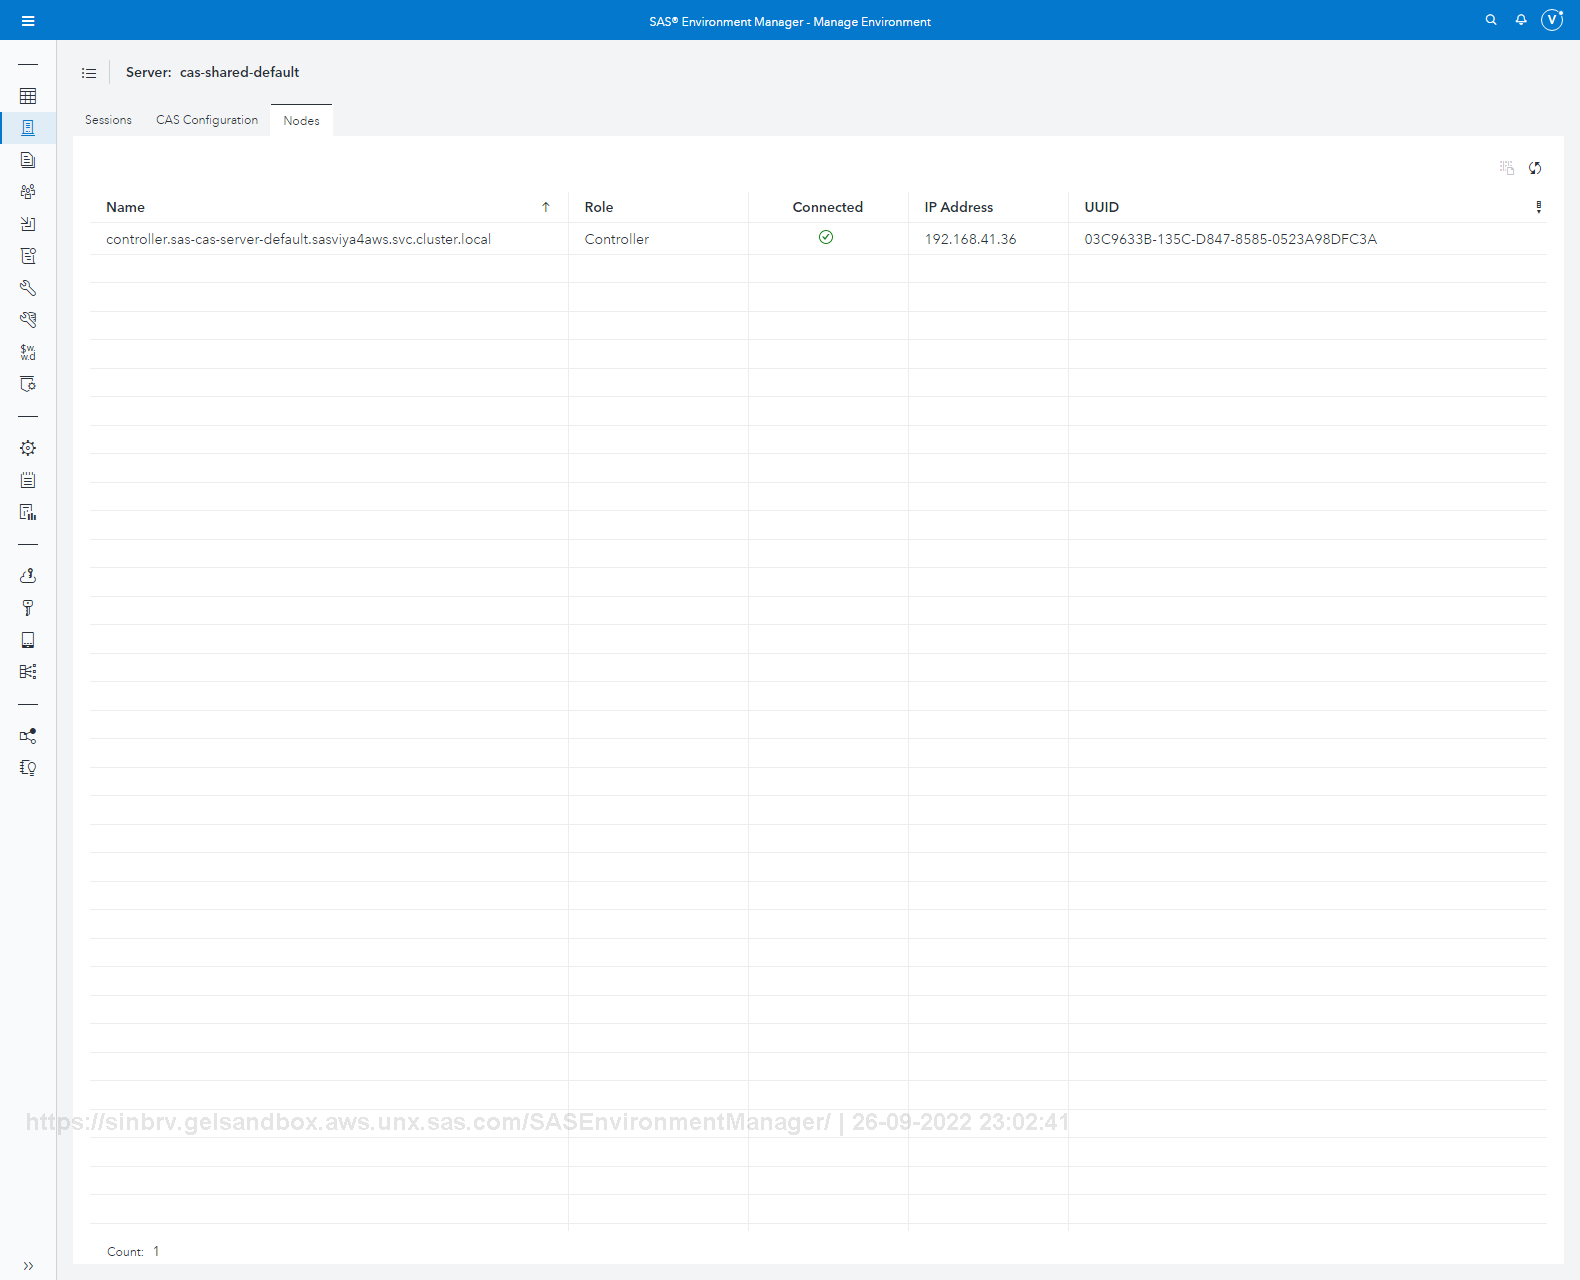 SAS® Environment Manager - Manage Environment
V
Server: cas-shared-default
Sessions CAS Configuration Nodes
Name Role Connected IP Address UUID
controller.sas-cas-server-default.sasviya4aws.svc.cluster.local Controller 192.168.41.36 03C9633B-135C-D847-8585-0523A98DFC3A
$w.
w.d
https://sinbrv.gelsandbox.aws.unx.sas.com/SASEnvironmentManager/ | 26-09-2022 23:02:41
Count: 1